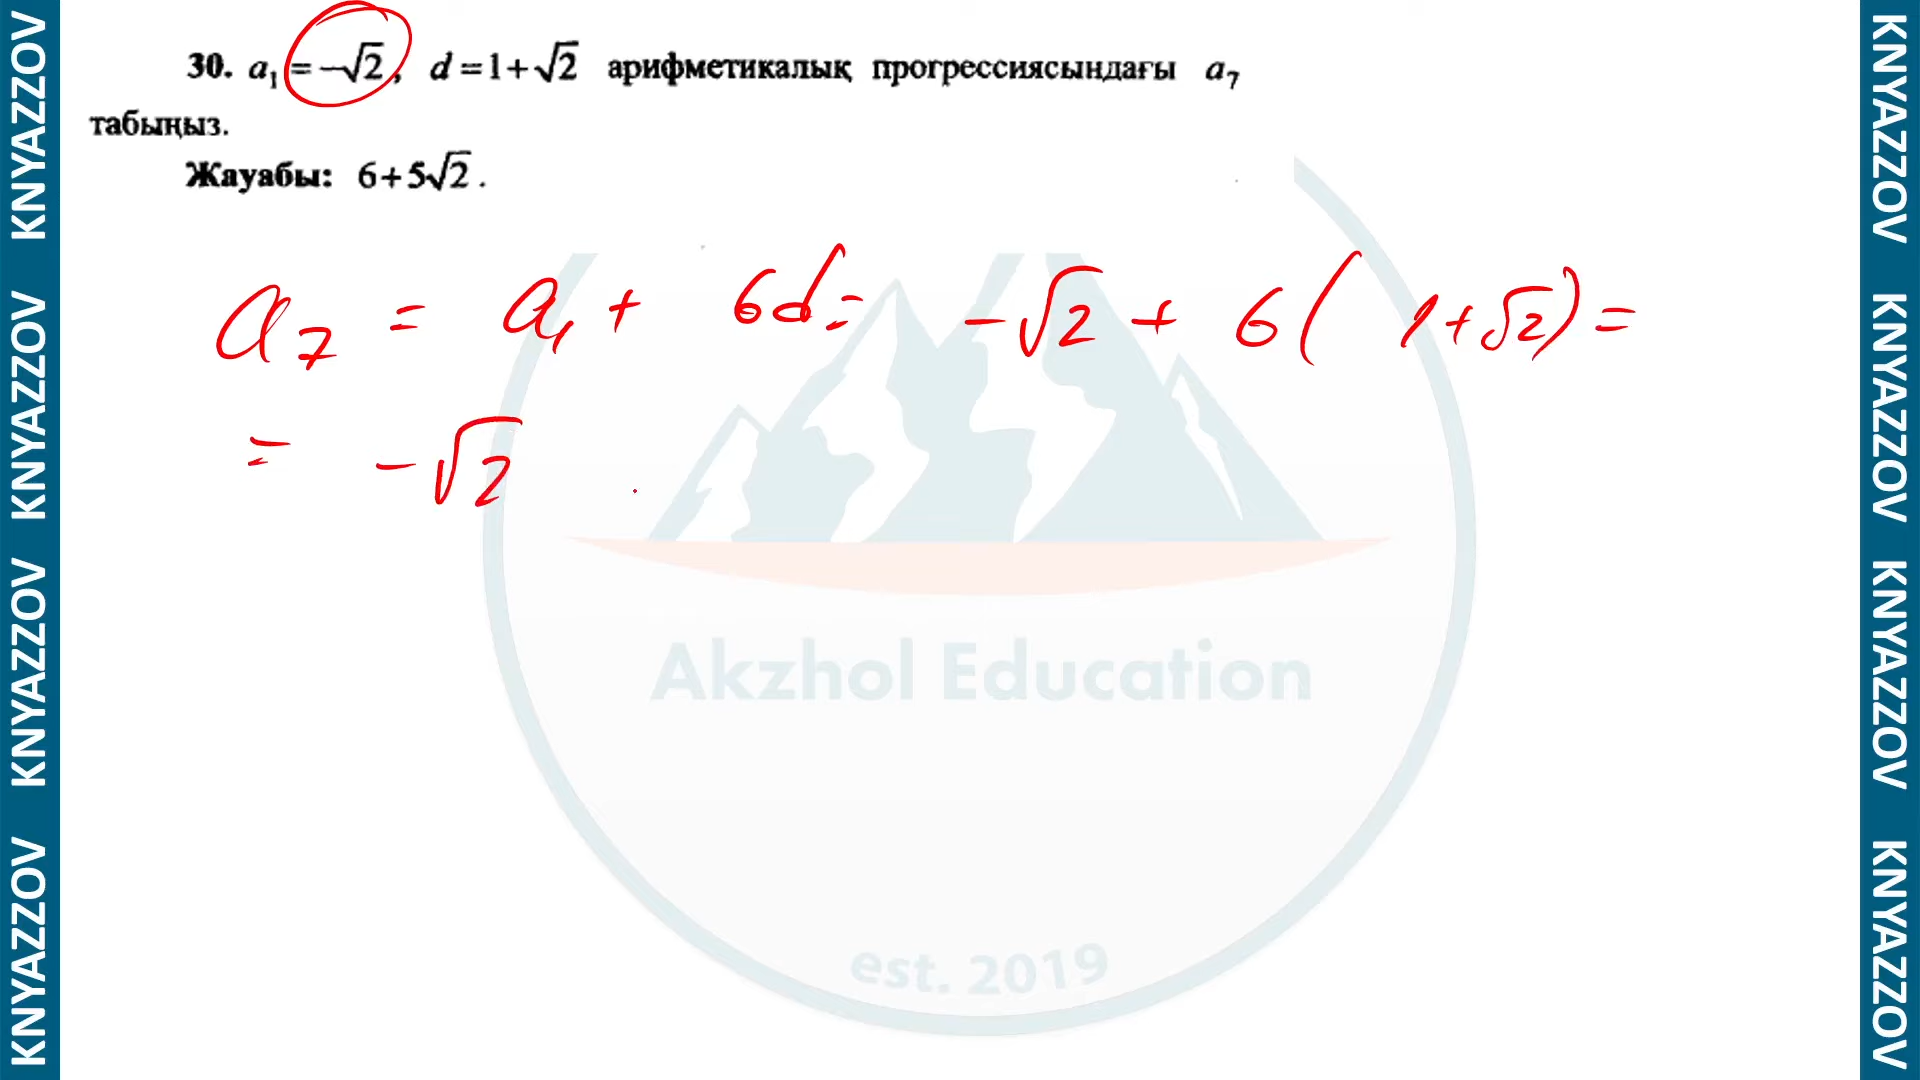 30. a₁ = −√2, d = 1+√2 арифметикалық прогрессиясындағы a₇
табыңыз.
Жауабы: 6+5√2.
a₇ = a₁ + 6d = −√2 + 6(1+√2) =
= −√2
Akzhol Education
est. 2019
KNYAZZOV KNYAZZOV KNYAZZOV KNYAZZOV
KNYAZZOV KNYAZZOV KNYAZZOV KNYAZZOV